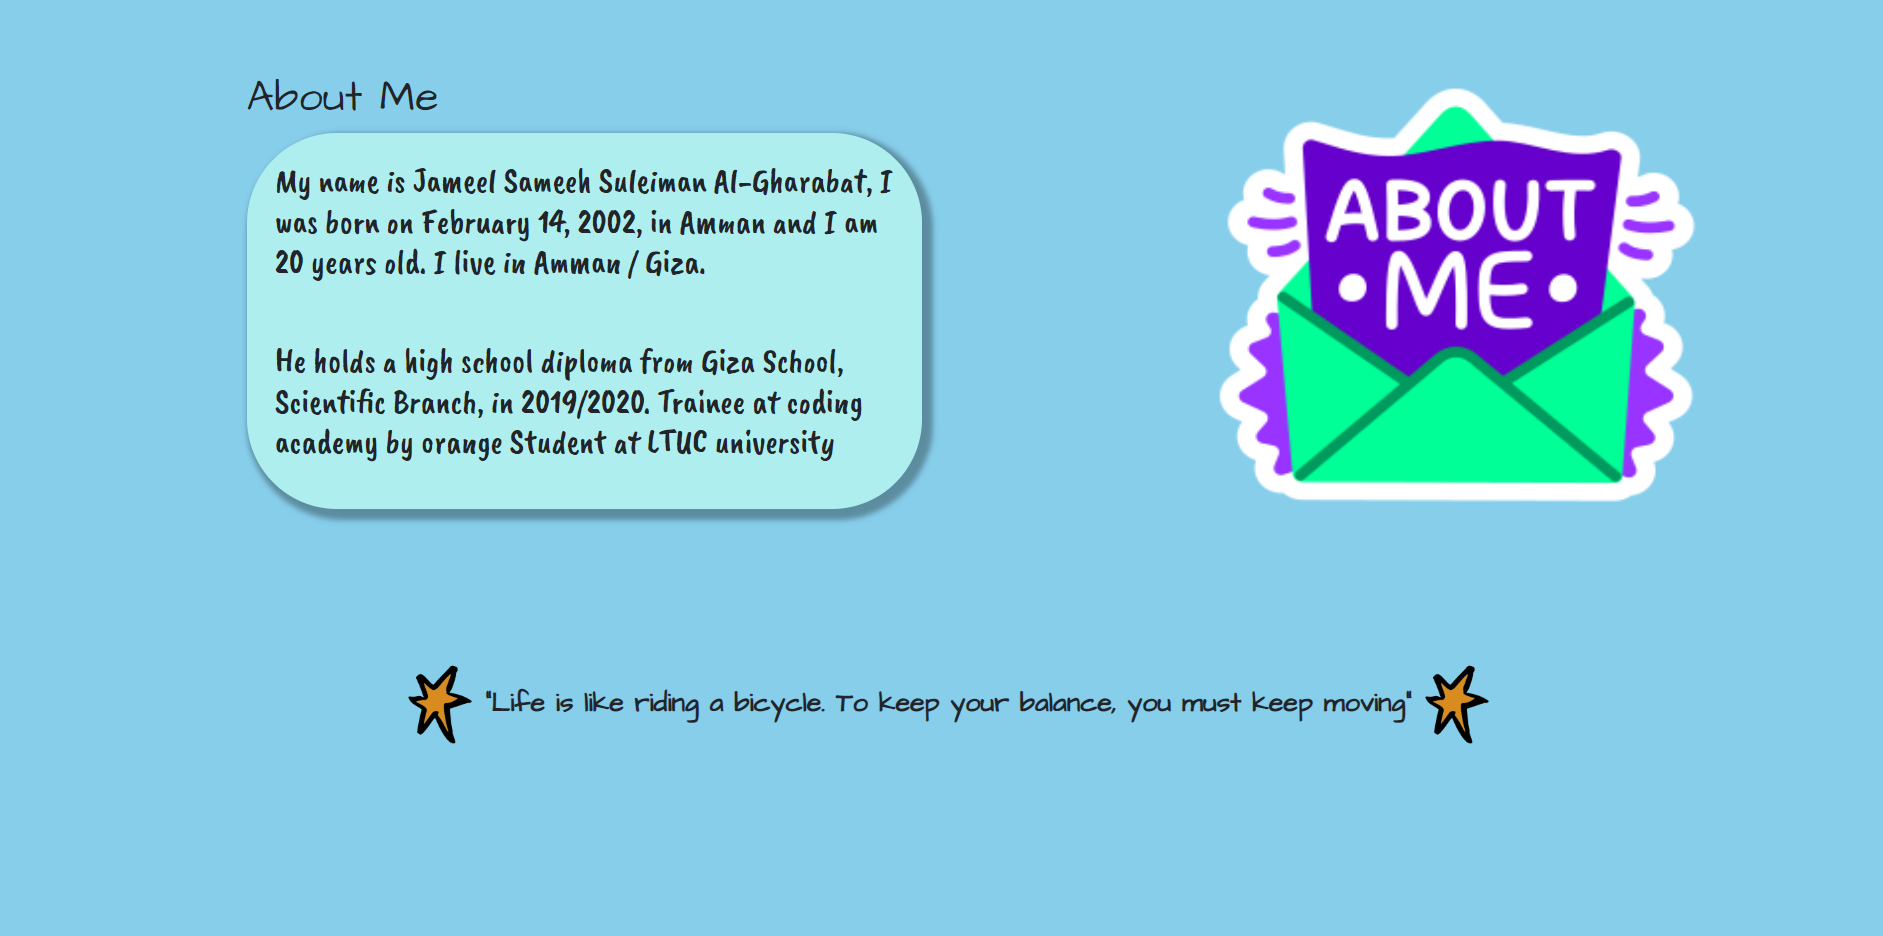 About Me
My name is Jameel Sameeh Suleiman Al-Gharabat, I
was born on February 14, 2002, in Amman and I am
20 years old. I live in Amman / Giza.
He holds a high school diploma from Giza School,
Scientific Branch, in 2019/2020. Trainee at coding
academy by orange Student at LTUC university
ABOUT
• ME •
"Life is like riding a bicycle. To keep your balance, you must keep moving"